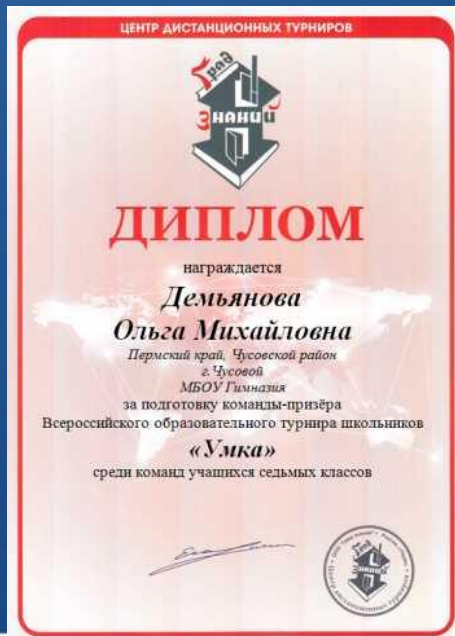 ЦЕНТР ДИСТАНЦИОННЫХ ТУРНИРОВ
Град
Знаний
ДИПЛОМ
награждается
Демьянова
Ольга Михайловна
Пермский край, Чусовской район
г.Чусовой
МБОУ Гимназия
за подготовку команды-призёра
Всероссийского образовательного турнира школьников
«Умка»
среди команд учащихся седьмых классов